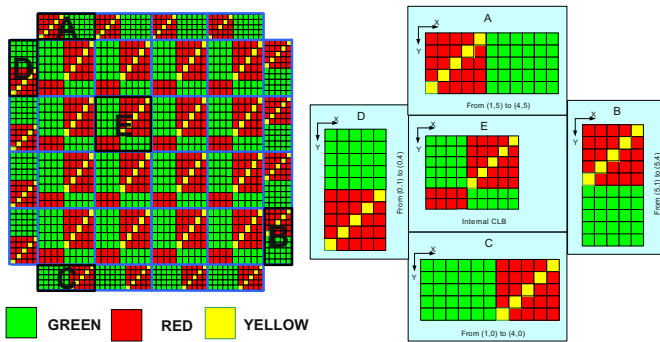 A
D
E
B
C
GREEN
RED
YELLOW
A
X
Y
From (1,5) to (4,5)
D
X
Y
From (0,1) to (0,4)
E
X
Y
Internal CLB
B
X
Y
From (5,1) to (5,4)
C
X
Y
From (1,0) to (4,0)